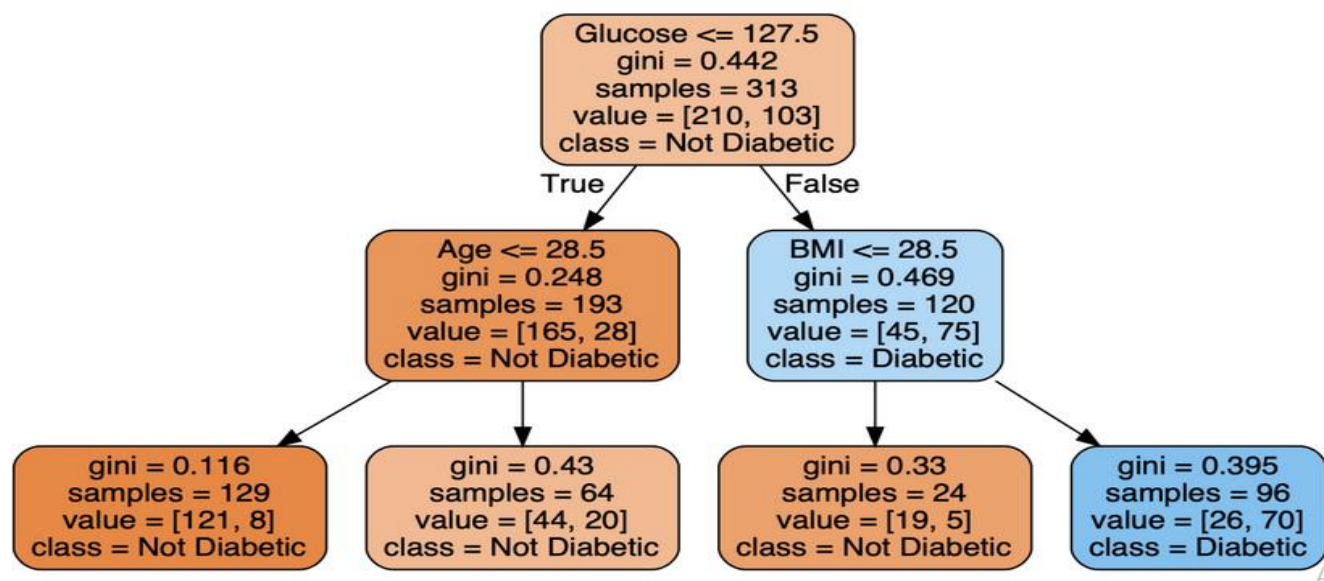 Glucose <= 127.5
gini = 0.442
samples = 313
value = [210, 103]
class = Not Diabetic
True
False
Age <= 28.5
gini = 0.248
samples = 193
value = [165, 28]
class = Not Diabetic
BMI <= 28.5
gini = 0.469
samples = 120
value = [45, 75]
class = Diabetic
gini = 0.116
samples = 129
value = [121, 8]
class = Not Diabetic
gini = 0.43
samples = 64
value = [44, 20]
class = Not Diabetic
gini = 0.33
samples = 24
value = [19, 5]
class = Not Diabetic
gini = 0.395
samples = 96
value = [26, 70]
class = Diabetic